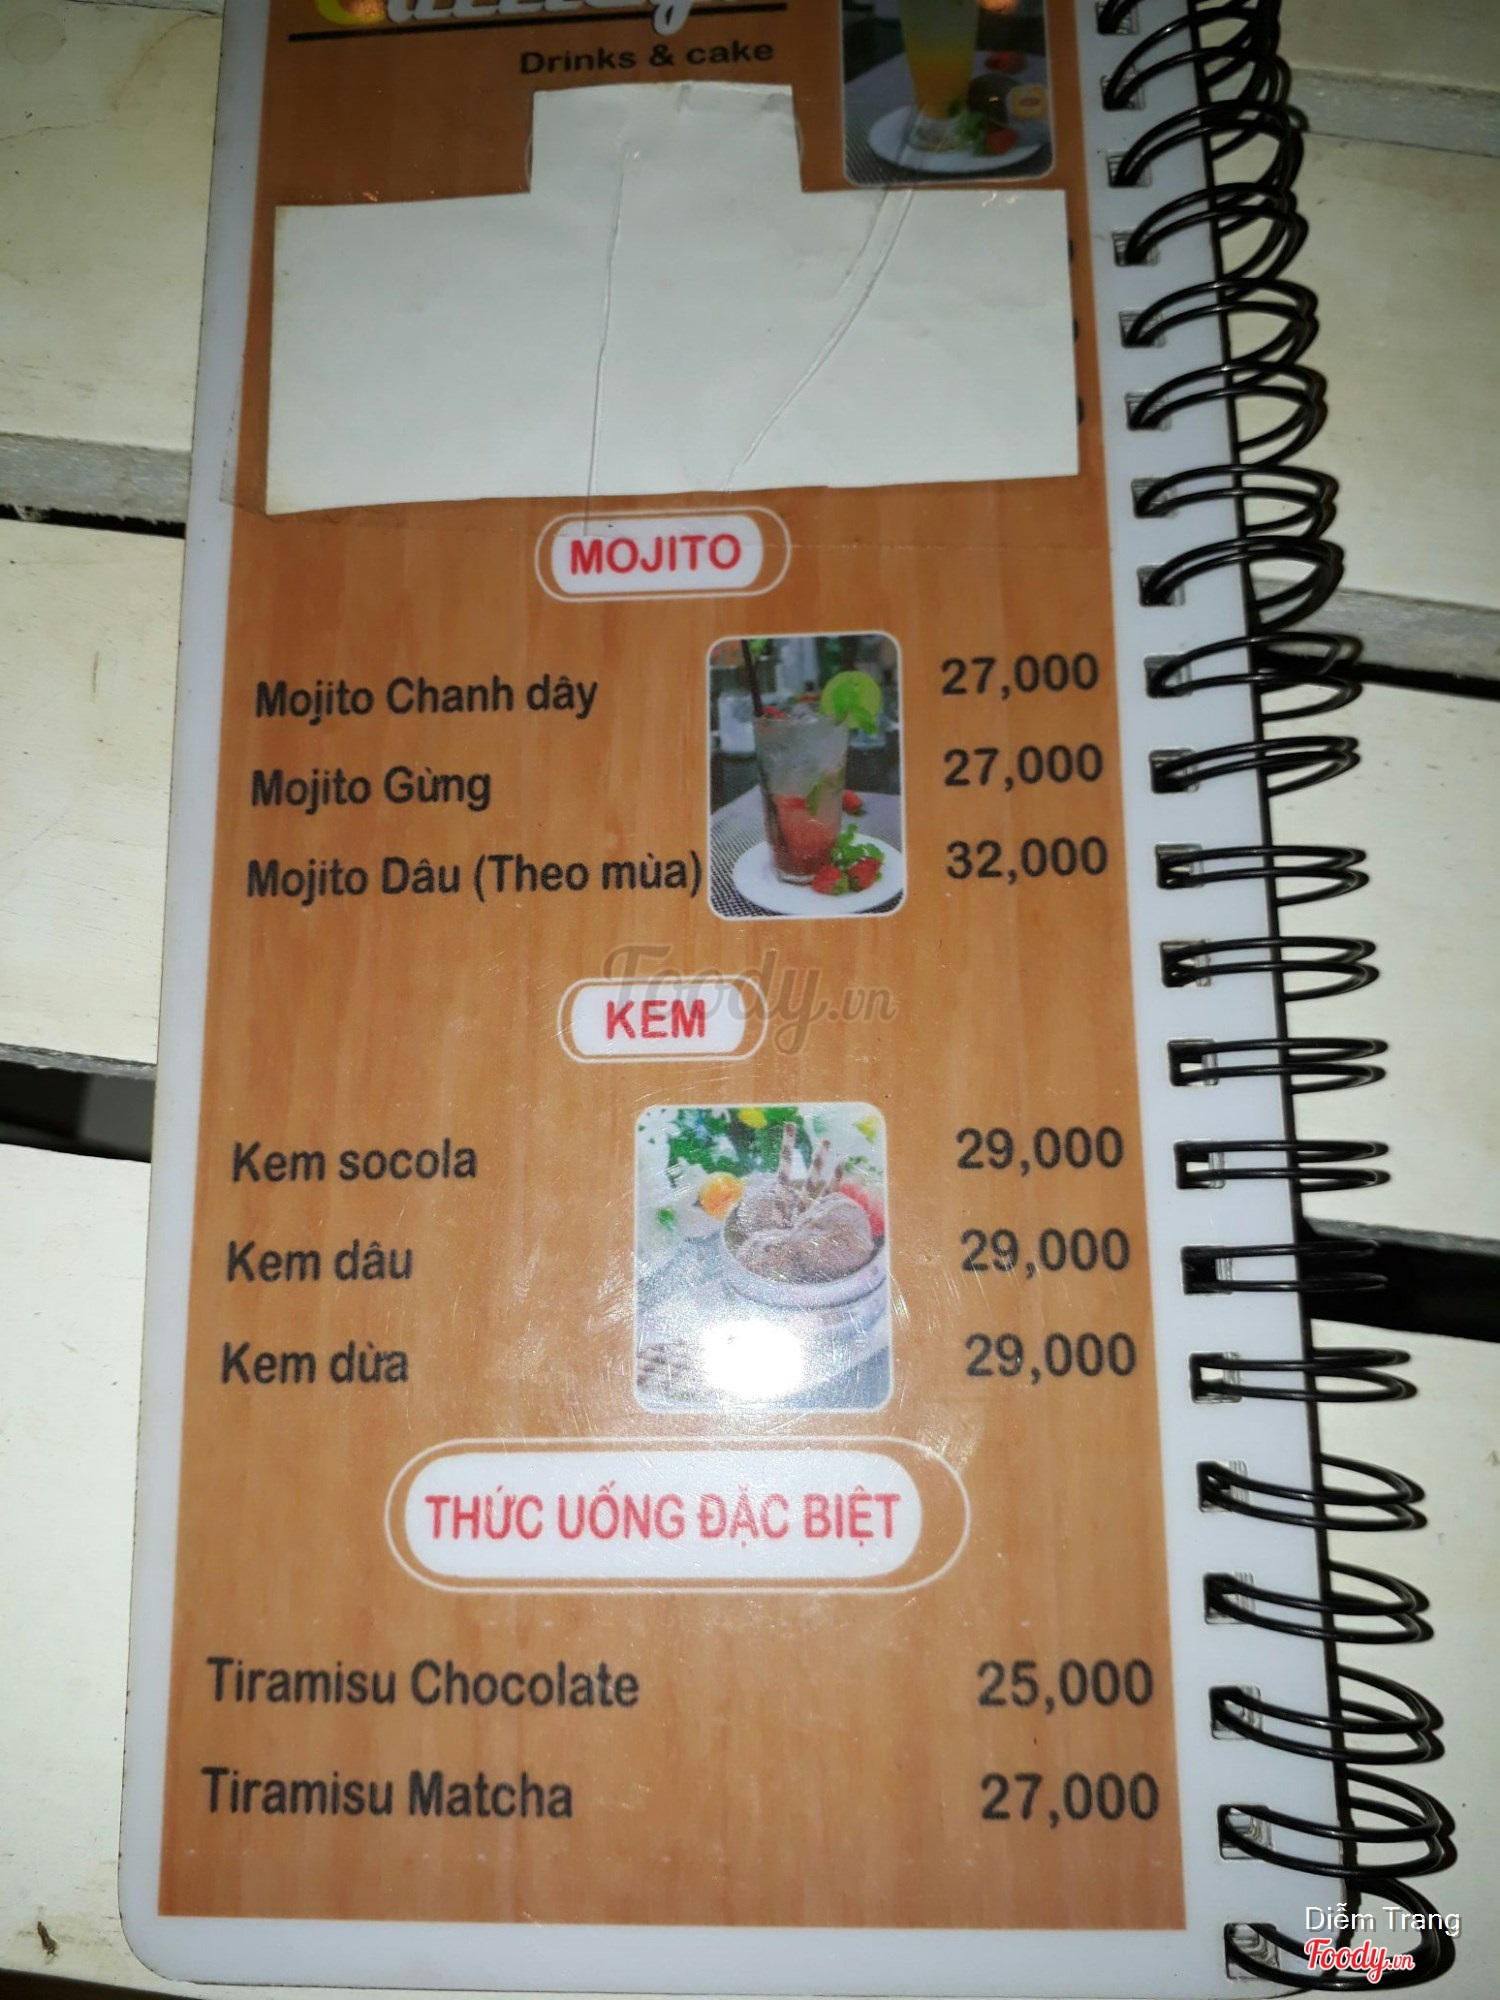 Drinks & cake
MOJITO
Mojito Chanh dây 27,000
Mojito Gừng 27,000
Mojito Dâu (Theo mùa) 32,000
Foody.vn
KEM
Kem socola 29,000
Kem dâu 29,000
Kem dừa 29,000
THỨC UỐNG ĐẶC BIỆT
Tiramisu Chocolate 25,000
Tiramisu Matcha 27,000
Diễm Trang
Foody.vn